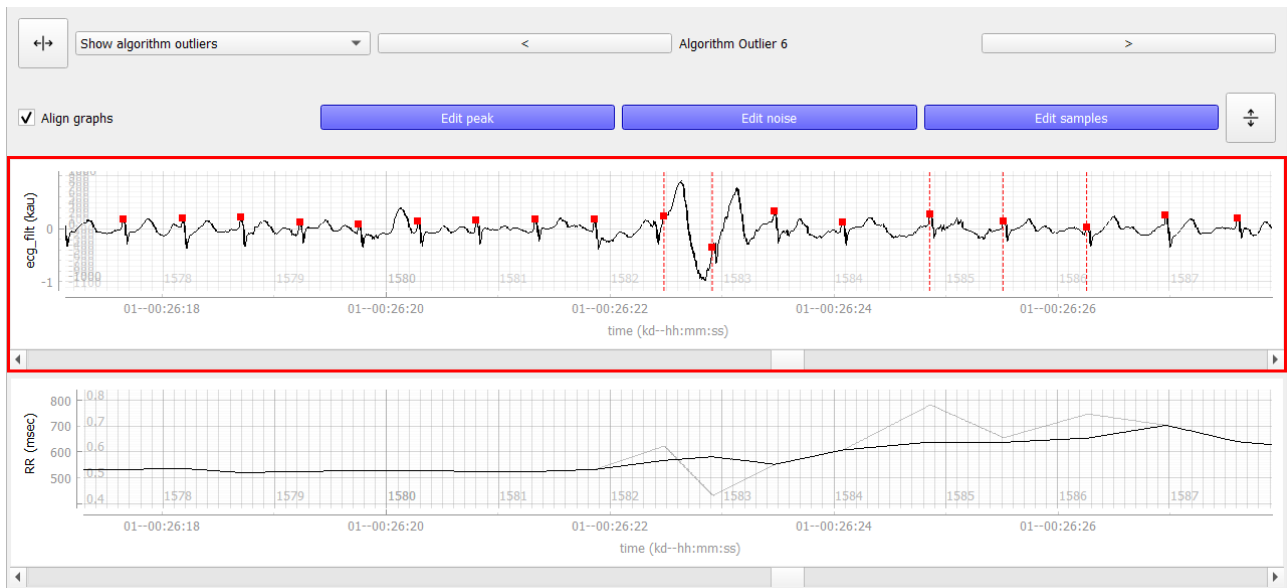 Show algorithm outliers
<
Algorithm Outlier 6
>
Align graphs
Edit peak
Edit noise
Edit samples
ecg_filt (kau)
0
-1
-1000
1578 1579 1580 1581 1582 1583 1584 1585 1586 1587
01--00:26:18 01--00:26:20 01--00:26:22 01--00:26:24 01--00:26:26
time (kd--hh:mm:ss)
RR (msec)
800
700
600
500
0.8
0.7
0.6
0.5
0.4
1578 1579 1580 1581 1582 1583 1584 1585 1586 1587
01--00:26:18 01--00:26:20 01--00:26:22 01--00:26:24 01--00:26:26
time (kd--hh:mm:ss)